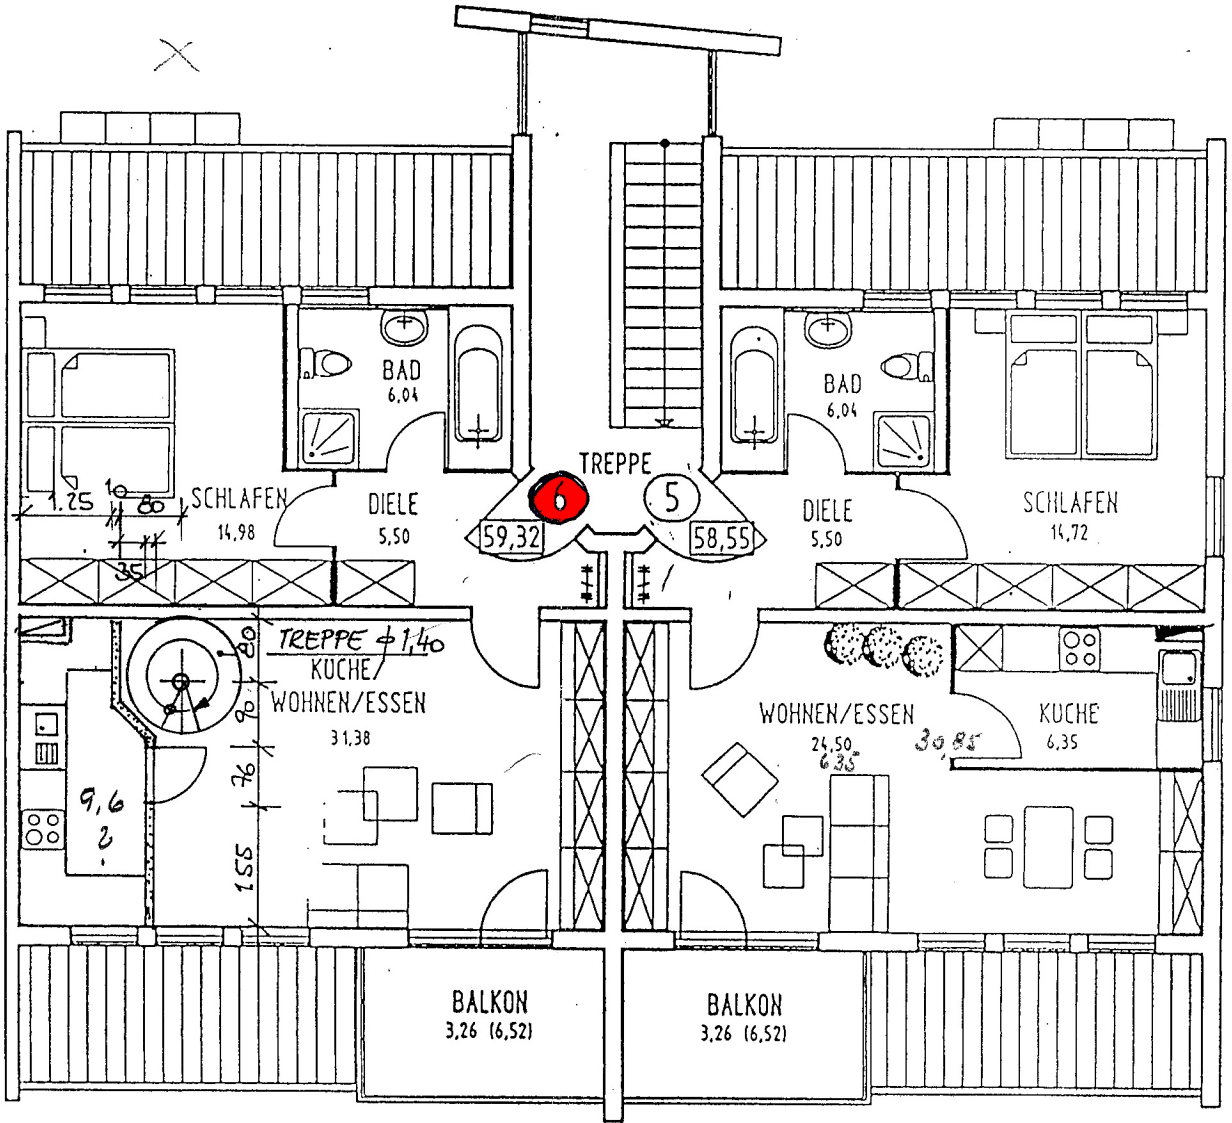 BAD
6,04
BAD
6,04
TREPPE
6
5
1.25
80
SCHLAFEN
14,98
DIELE
5,50
59,32
58,55
DIELE
5,50
SCHLAFEN
14,72
35
80
TREPPE φ 1,40
KÜCHE/
WOHNEN/ESSEN
31,38
90
76
155
9,6
2
WOHNEN/ESSEN
24,50
6 35
30,85
KÜCHE
6,35
BALKON
3,26 (6,52)
BALKON
3,26 (6,52)